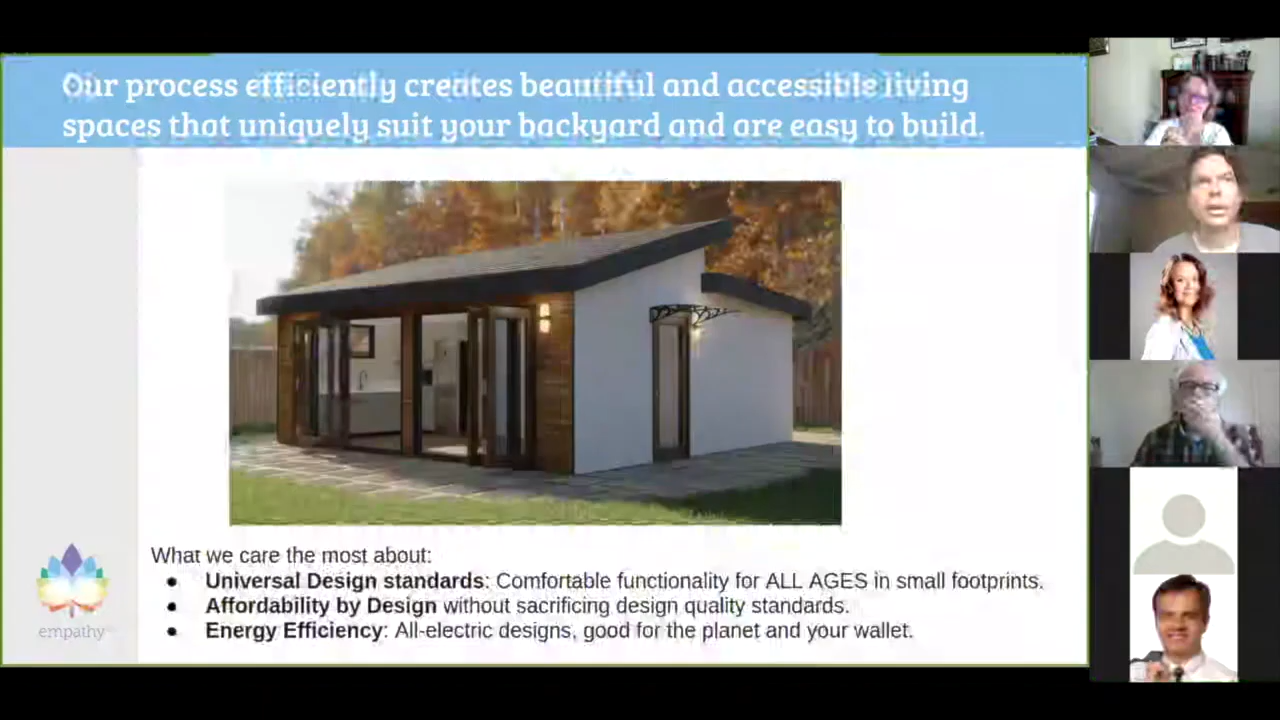 Our process efficiently creates beautiful and accessible living
spaces that uniquely suit your backyard and are easy to build.
What we care the most about:
● Universal Design standards: Comfortable functionality for ALL AGES in small footprints.
● Affordability by Design without sacrificing design quality standards.
● Energy Efficiency: All-electric designs, good for the planet and your wallet.
empathy